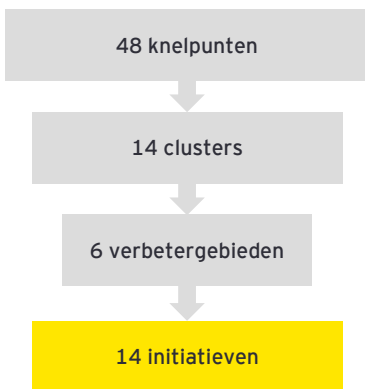 48 knelpunten
14 clusters
6 verbetergebieden
14 initiatieven